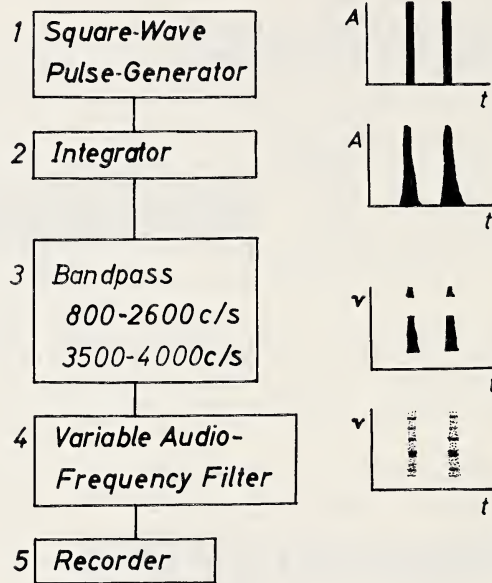 1 Square-Wave
Pulse-Generator
A
t
2 Integrator
A
t
3 Bandpass
800-2600 c/s
3500-4000 c/s
ν
t
4 Variable Audio-
Frequency Filter
ν
t
5 Recorder